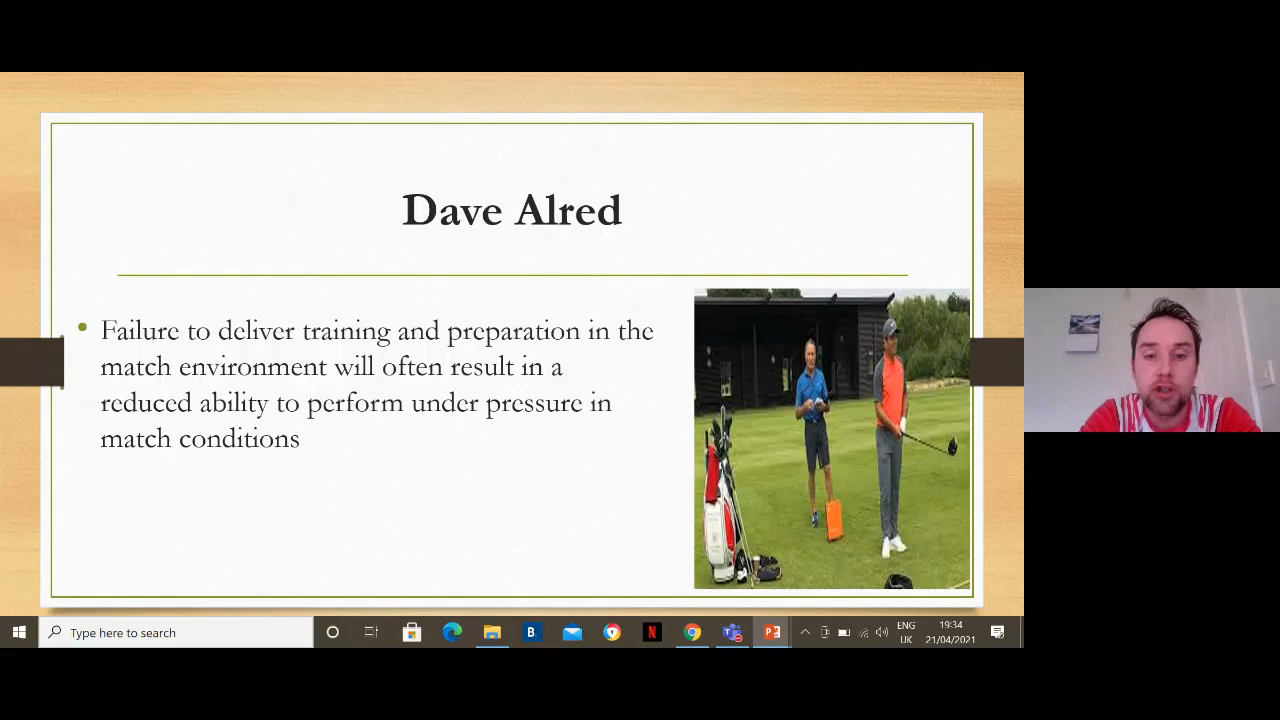 Dave Alred
Failure to deliver training and preparation in the
match environment will often result in a
reduced ability to perform under pressure in
match conditions
Type here to search
B.
N
P
ENG
UK
19:34
21/04/2021